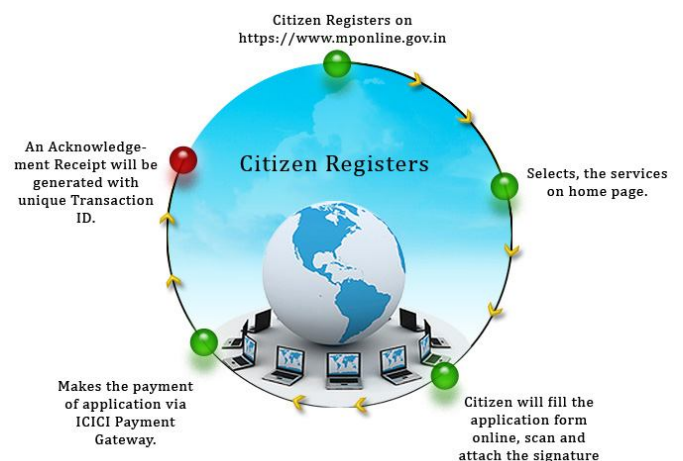 Citizen Registers on
https://www.mponline.gov.in
Citizen Registers
Selects, the services
on home page.
Citizen will fill the
application form
online, scan and
attach the signature
Makes the payment
of application via
ICICI Payment
Gateway.
An Acknowledge-
ment Receipt will be
generated with
unique Transaction
ID.